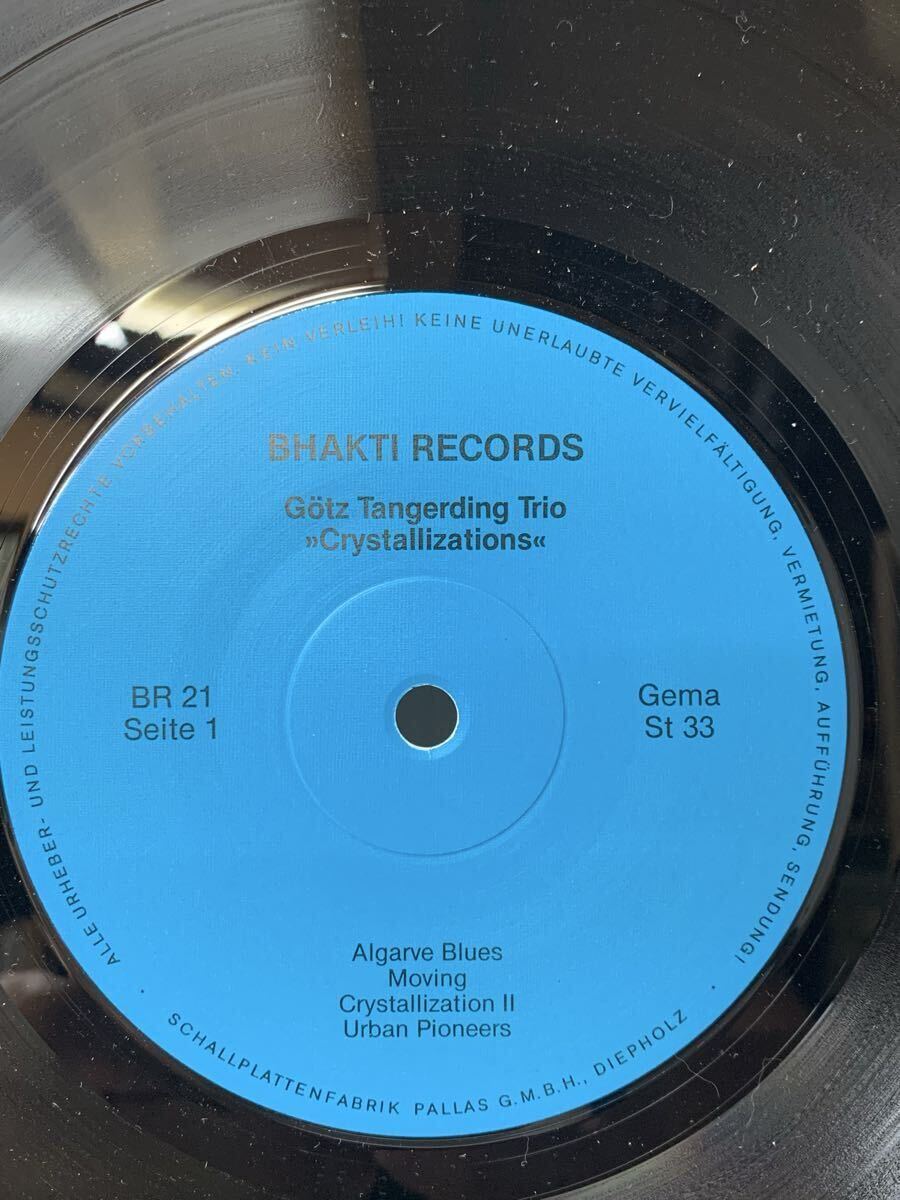 ALLE URHEBER- UND LEISTUNGSSCHUTZRECHTE VORBEHALTEN. KEIN VERLEIH! KEINE UNERLAUBTE VERVIELFÄLTIGUNG, VERMIETUNG, AUFFÜHRUNG, SENDUNG!
BHAKTI RECORDS
Götz Tangerding Trio
»Crystallizations«
BR 21
Seite 1
Gema
St 33
Algarve Blues
Moving
Crystallization II
Urban Pioneers
· SCHALLPLATTENFABRIK PALLAS G.M.B.H., DIEPHOLZ ·